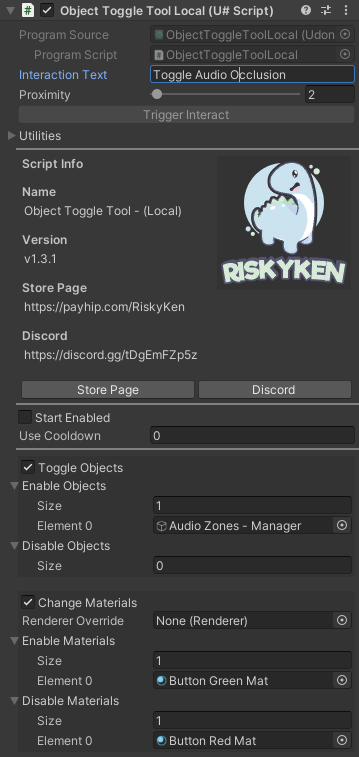 Object Toggle Tool Local (U# Script)
Program Source ObjectToggleToolLocal (Udon
Program Script ObjectToggleToolLocal
Interaction Text Toggle Audio Occlusion
Proximity 2
Trigger Interact
Utilities
Script Info
Name
Object Toggle Tool - (Local)
Version
v1.3.1
RISKYKEN
Store Page
https://payhip.com/RiskyKen
Discord
https://discord.gg/tDgEmFZp5z
Store Page Discord
Start Enabled
Use Cooldown 0
Toggle Objects
Enable Objects
Size 1
Element 0 Audio Zones - Manager
Disable Objects
Size 0
Change Materials
Renderer Override None (Renderer)
Enable Materials
Size 1
Element 0 Button Green Mat
Disable Materials
Size 1
Element 0 Button Red Mat